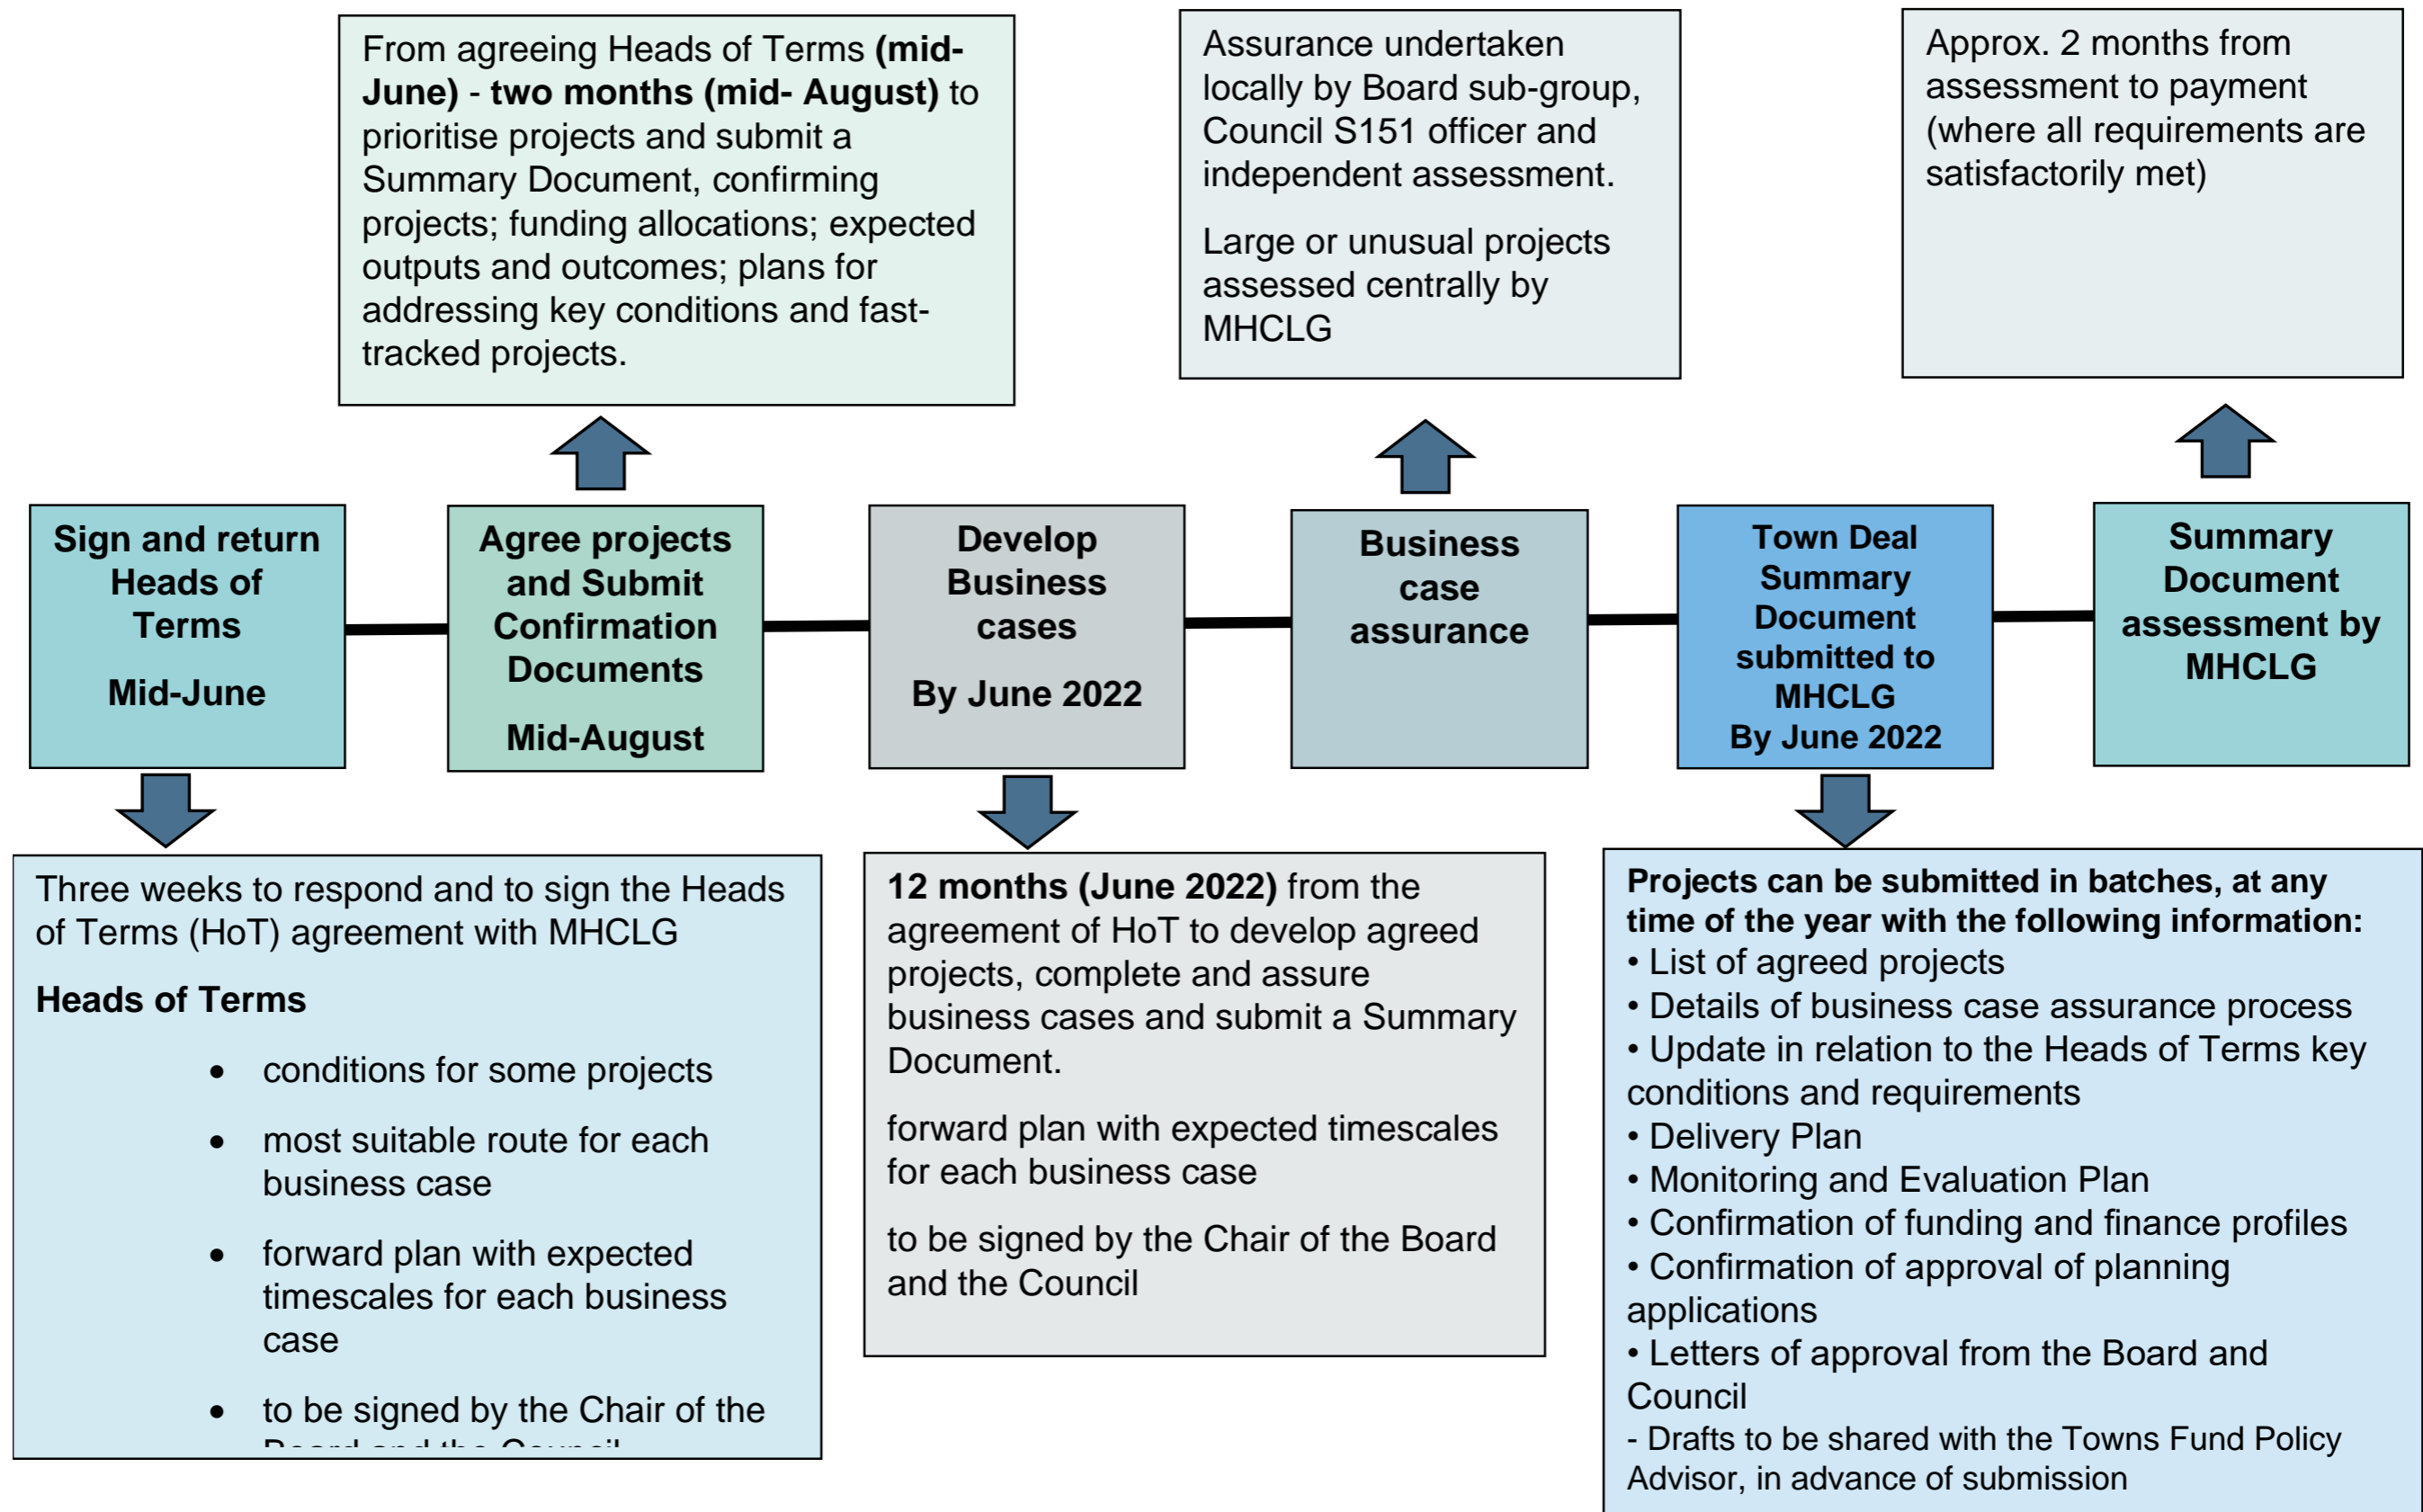 From agreeing Heads of Terms (mid-
June) - two months (mid- August) to
prioritise projects and submit a
Summary Document, confirming
projects; funding allocations; expected
outputs and outcomes; plans for
addressing key conditions and fast-
tracked projects.
Assurance undertaken
locally by Board sub-group,
Council S151 officer and
independent assessment.
Large or unusual projects
assessed centrally by
MHCLG
Approx. 2 months from
assessment to payment
(where all requirements are
satisfactorily met)
Sign and return
Heads of
Terms
Mid-June
Agree projects
and Submit
Confirmation
Documents
Mid-August
Develop
Business
cases
By June 2022
Business
case
assurance
Town Deal
Summary
Document
submitted to
MHCLG
By June 2022
Summary
Document
assessment by
MHCLG
Three weeks to respond and to sign the Heads
of Terms (HoT) agreement with MHCLG
Heads of Terms
• conditions for some projects
• most suitable route for each
business case
• forward plan with expected
timescales for each business
case
• to be signed by the Chair of the
Board and the Council
12 months (June 2022) from the
agreement of HoT to develop agreed
projects, complete and assure
business cases and submit a Summary
Document.
forward plan with expected timescales
for each business case
to be signed by the Chair of the Board
and the Council
Projects can be submitted in batches, at any
time of the year with the following information:
• List of agreed projects
• Details of business case assurance process
• Update in relation to the Heads of Terms key
conditions and requirements
• Delivery Plan
• Monitoring and Evaluation Plan
• Confirmation of funding and finance profiles
• Confirmation of approval of planning
applications
• Letters of approval from the Board and
Council
- Drafts to be shared with the Towns Fund Policy
Advisor, in advance of submission